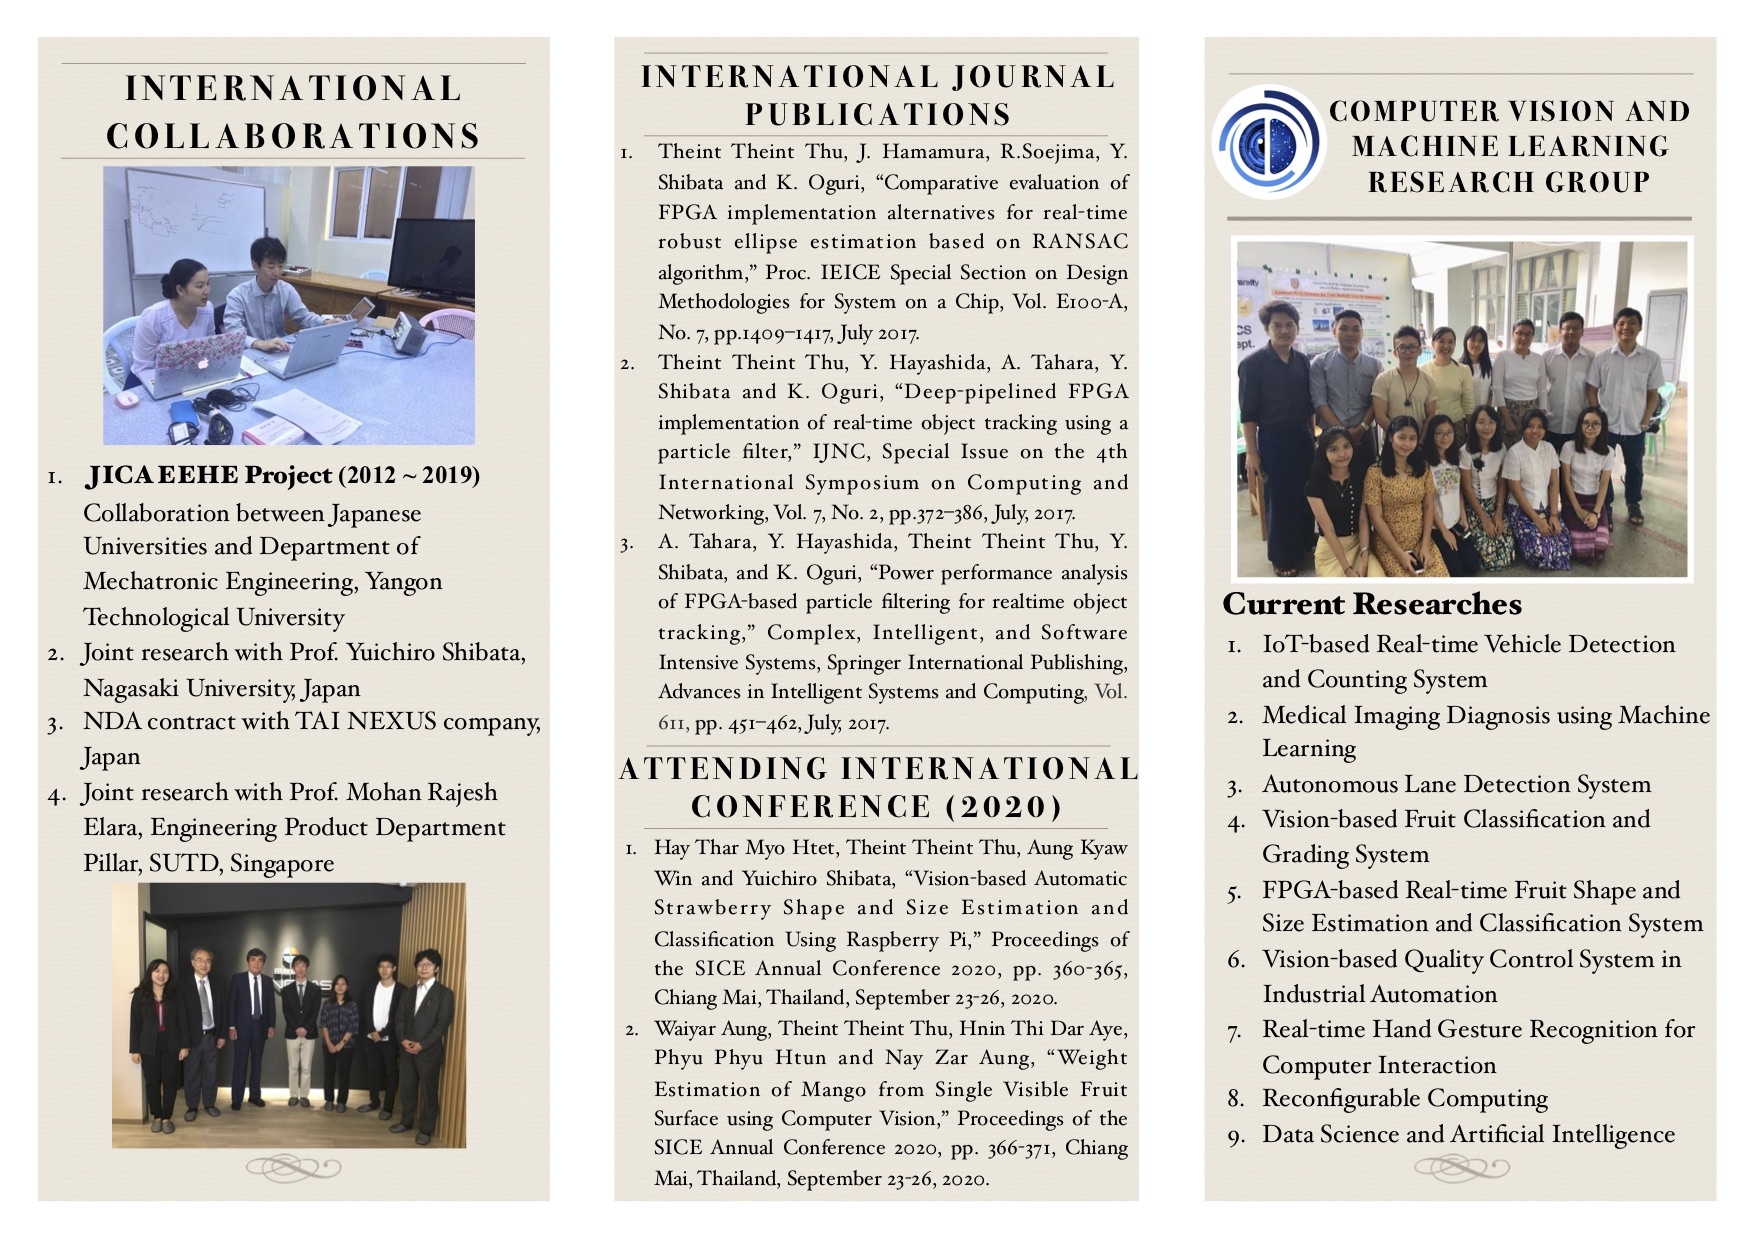 INTERNATIONAL
COLLABORATIONS
1. JICA EEHE Project (2012 ~ 2019)
Collaboration between Japanese
Universities and Department of
Mechatronic Engineering, Yangon
Technological University
2. Joint research with Prof. Yuichiro Shibata,
Nagasaki University, Japan
3. NDA contract with TAI NEXUS company,
Japan
4. Joint research with Prof. Mohan Rajesh
Elara, Engineering Product Department
Pillar, SUTD, Singapore
INTERNATIONAL JOURNAL
PUBLICATIONS
1. Theint Theint Thu, J. Hamamura, R.Soejima, Y.
Shibata and K. Oguri, “Comparative evaluation of
FPGA implementation alternatives for real-time
robust ellipse estimation based on RANSAC
algorithm,” Proc. IEICE Special Section on Design
Methodologies for System on a Chip, Vol. E100-A,
No. 7, pp.1409–1417, July 2017.
2. Theint Theint Thu, Y. Hayashida, A. Tahara, Y.
Shibata and K. Oguri, “Deep-pipelined FPGA
implementation of real-time object tracking using a
particle filter,” IJNC, Special Issue on the 4th
International Symposium on Computing and
Networking, Vol. 7, No. 2, pp.372–386, July, 2017.
3. A. Tahara, Y. Hayashida, Theint Theint Thu, Y.
Shibata, and K. Oguri, “Power performance analysis
of FPGA-based particle filtering for realtime object
tracking,” Complex, Intelligent, and Software
Intensive Systems, Springer International Publishing,
Advances in Intelligent Systems and Computing, Vol.
611, pp. 451–462, July, 2017.
ATTENDING INTERNATIONAL
CONFERENCE (2020)
1. Hay Thar Myo Htet, Theint Theint Thu, Aung Kyaw
Win and Yuichiro Shibata, “Vision-based Automatic
Strawberry Shape and Size Estimation and
Classification Using Raspberry Pi,” Proceedings of
the SICE Annual Conference 2020, pp. 360-365,
Chiang Mai, Thailand, September 23-26, 2020.
2. Waiyar Aung, Theint Theint Thu, Hnin Thi Dar Aye,
Phyu Phyu Htun and Nay Zar Aung, “Weight
Estimation of Mango from Single Visible Fruit
Surface using Computer Vision,” Proceedings of the
SICE Annual Conference 2020, pp. 366-371, Chiang
Mai, Thailand, September 23-26, 2020.
COMPUTER VISION AND
MACHINE LEARNING
RESEARCH GROUP
Current Researches
1. IoT-based Real-time Vehicle Detection
and Counting System
2. Medical Imaging Diagnosis using Machine
Learning
3. Autonomous Lane Detection System
4. Vision-based Fruit Classification and
Grading System
5. FPGA-based Real-time Fruit Shape and
Size Estimation and Classification System
6. Vision-based Quality Control System in
Industrial Automation
7. Real-time Hand Gesture Recognition for
Computer Interaction
8. Reconfigurable Computing
9. Data Science and Artificial Intelligence